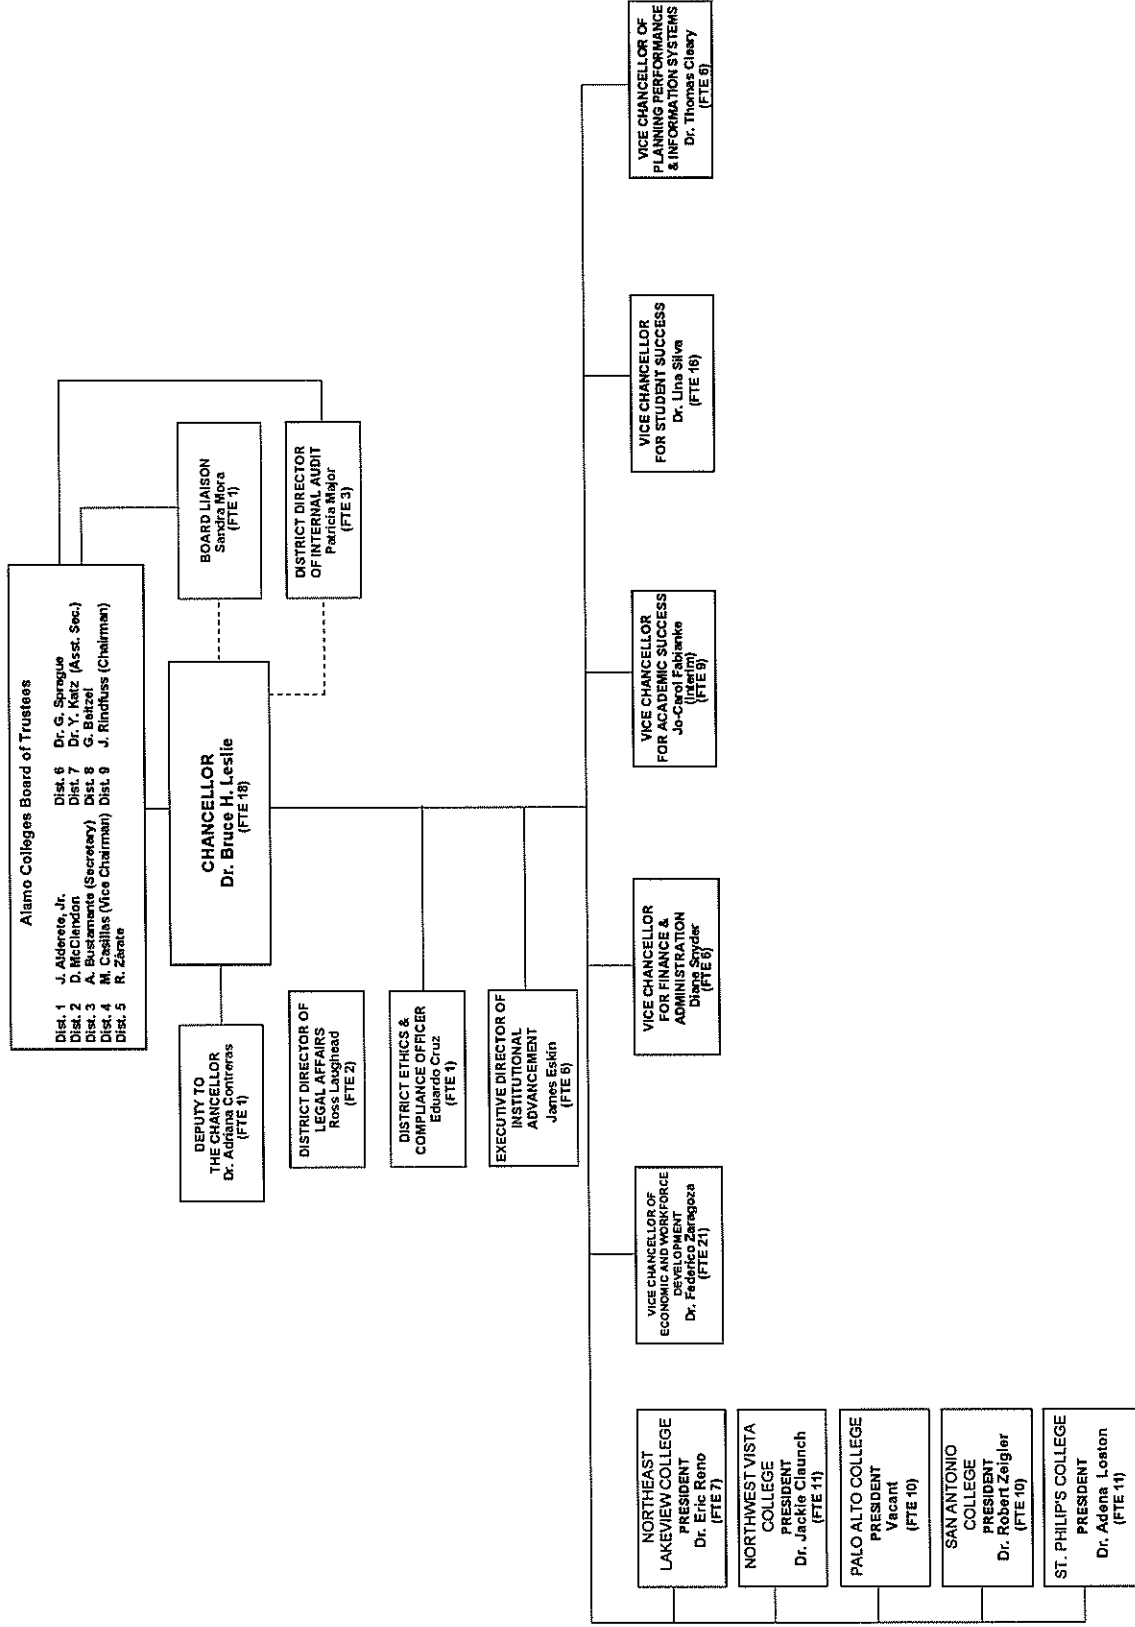 Alamo Colleges Board of Trustees
Dist. 1 J. Alderete, Jr. Dist. 6 Dr. G. Sprague
Dist. 2 D. McClendon Dist. 7 Dr. Y. Katz (Asst. Sec.)
Dist. 3 A. Bustamante (Secretary) Dist. 8 G. Beitzel
Dist. 4 M. Casillas (Vice Chairman) Dist. 9 J. Rindfuss (Chairman)
Dist. 5 R. Zárate
CHANCELLOR
Dr. Bruce H. Leslie
(FTE 18)
BOARD LIAISON
Sandra Mora
(FTE 1)
DISTRICT DIRECTOR
OF INTERNAL AUDIT
Patricia Major
(FTE 3)
DEPUTY TO
THE CHANCELLOR
Dr. Adriana Contreras
(FTE 1)
DISTRICT DIRECTOR OF
LEGAL AFFAIRS
Ross Laughead
(FTE 2)
DISTRICT ETHICS &
COMPLIANCE OFFICER
Eduardo Cruz
(FTE 1)
EXECUTIVE DIRECTOR OF
INSTITUTIONAL
ADVANCEMENT
James Eskin
(FTE 6)
NORTHEAST
LAKEVIEW COLLEGE
PRESIDENT
Dr. Eric Reno
(FTE 7)
NORTHWEST VISTA
COLLEGE
PRESIDENT
Dr. Jackie Claunch
(FTE 11)
PALO ALTO COLLEGE
PRESIDENT
Vacant
(FTE 10)
SAN ANTONIO
COLLEGE
PRESIDENT
Dr. Robert Zeigler
(FTE 10)
ST. PHILIP'S COLLEGE
PRESIDENT
Dr. Adena Loston
(FTE 11)
VICE CHANCELLOR OF
ECONOMIC AND WORKFORCE
DEVELOPMENT
Dr. Federico Zaragoza
(FTE 21)
VICE CHANCELLOR
FOR FINANCE &
ADMINISTRATION
Diane Snyder
(FTE 6)
VICE CHANCELLOR
FOR ACADEMIC SUCCESS
Jo-Carol Fabianke
(Interim)
(FTE 9)
VICE CHANCELLOR
FOR STUDENT SUCCESS
Dr. Lina Silva
(FTE 16)
VICE CHANCELLOR OF
PLANNING PERFORMANCE
& INFORMATION SYSTEMS
Dr. Thomas Cleary
(FTE 6)